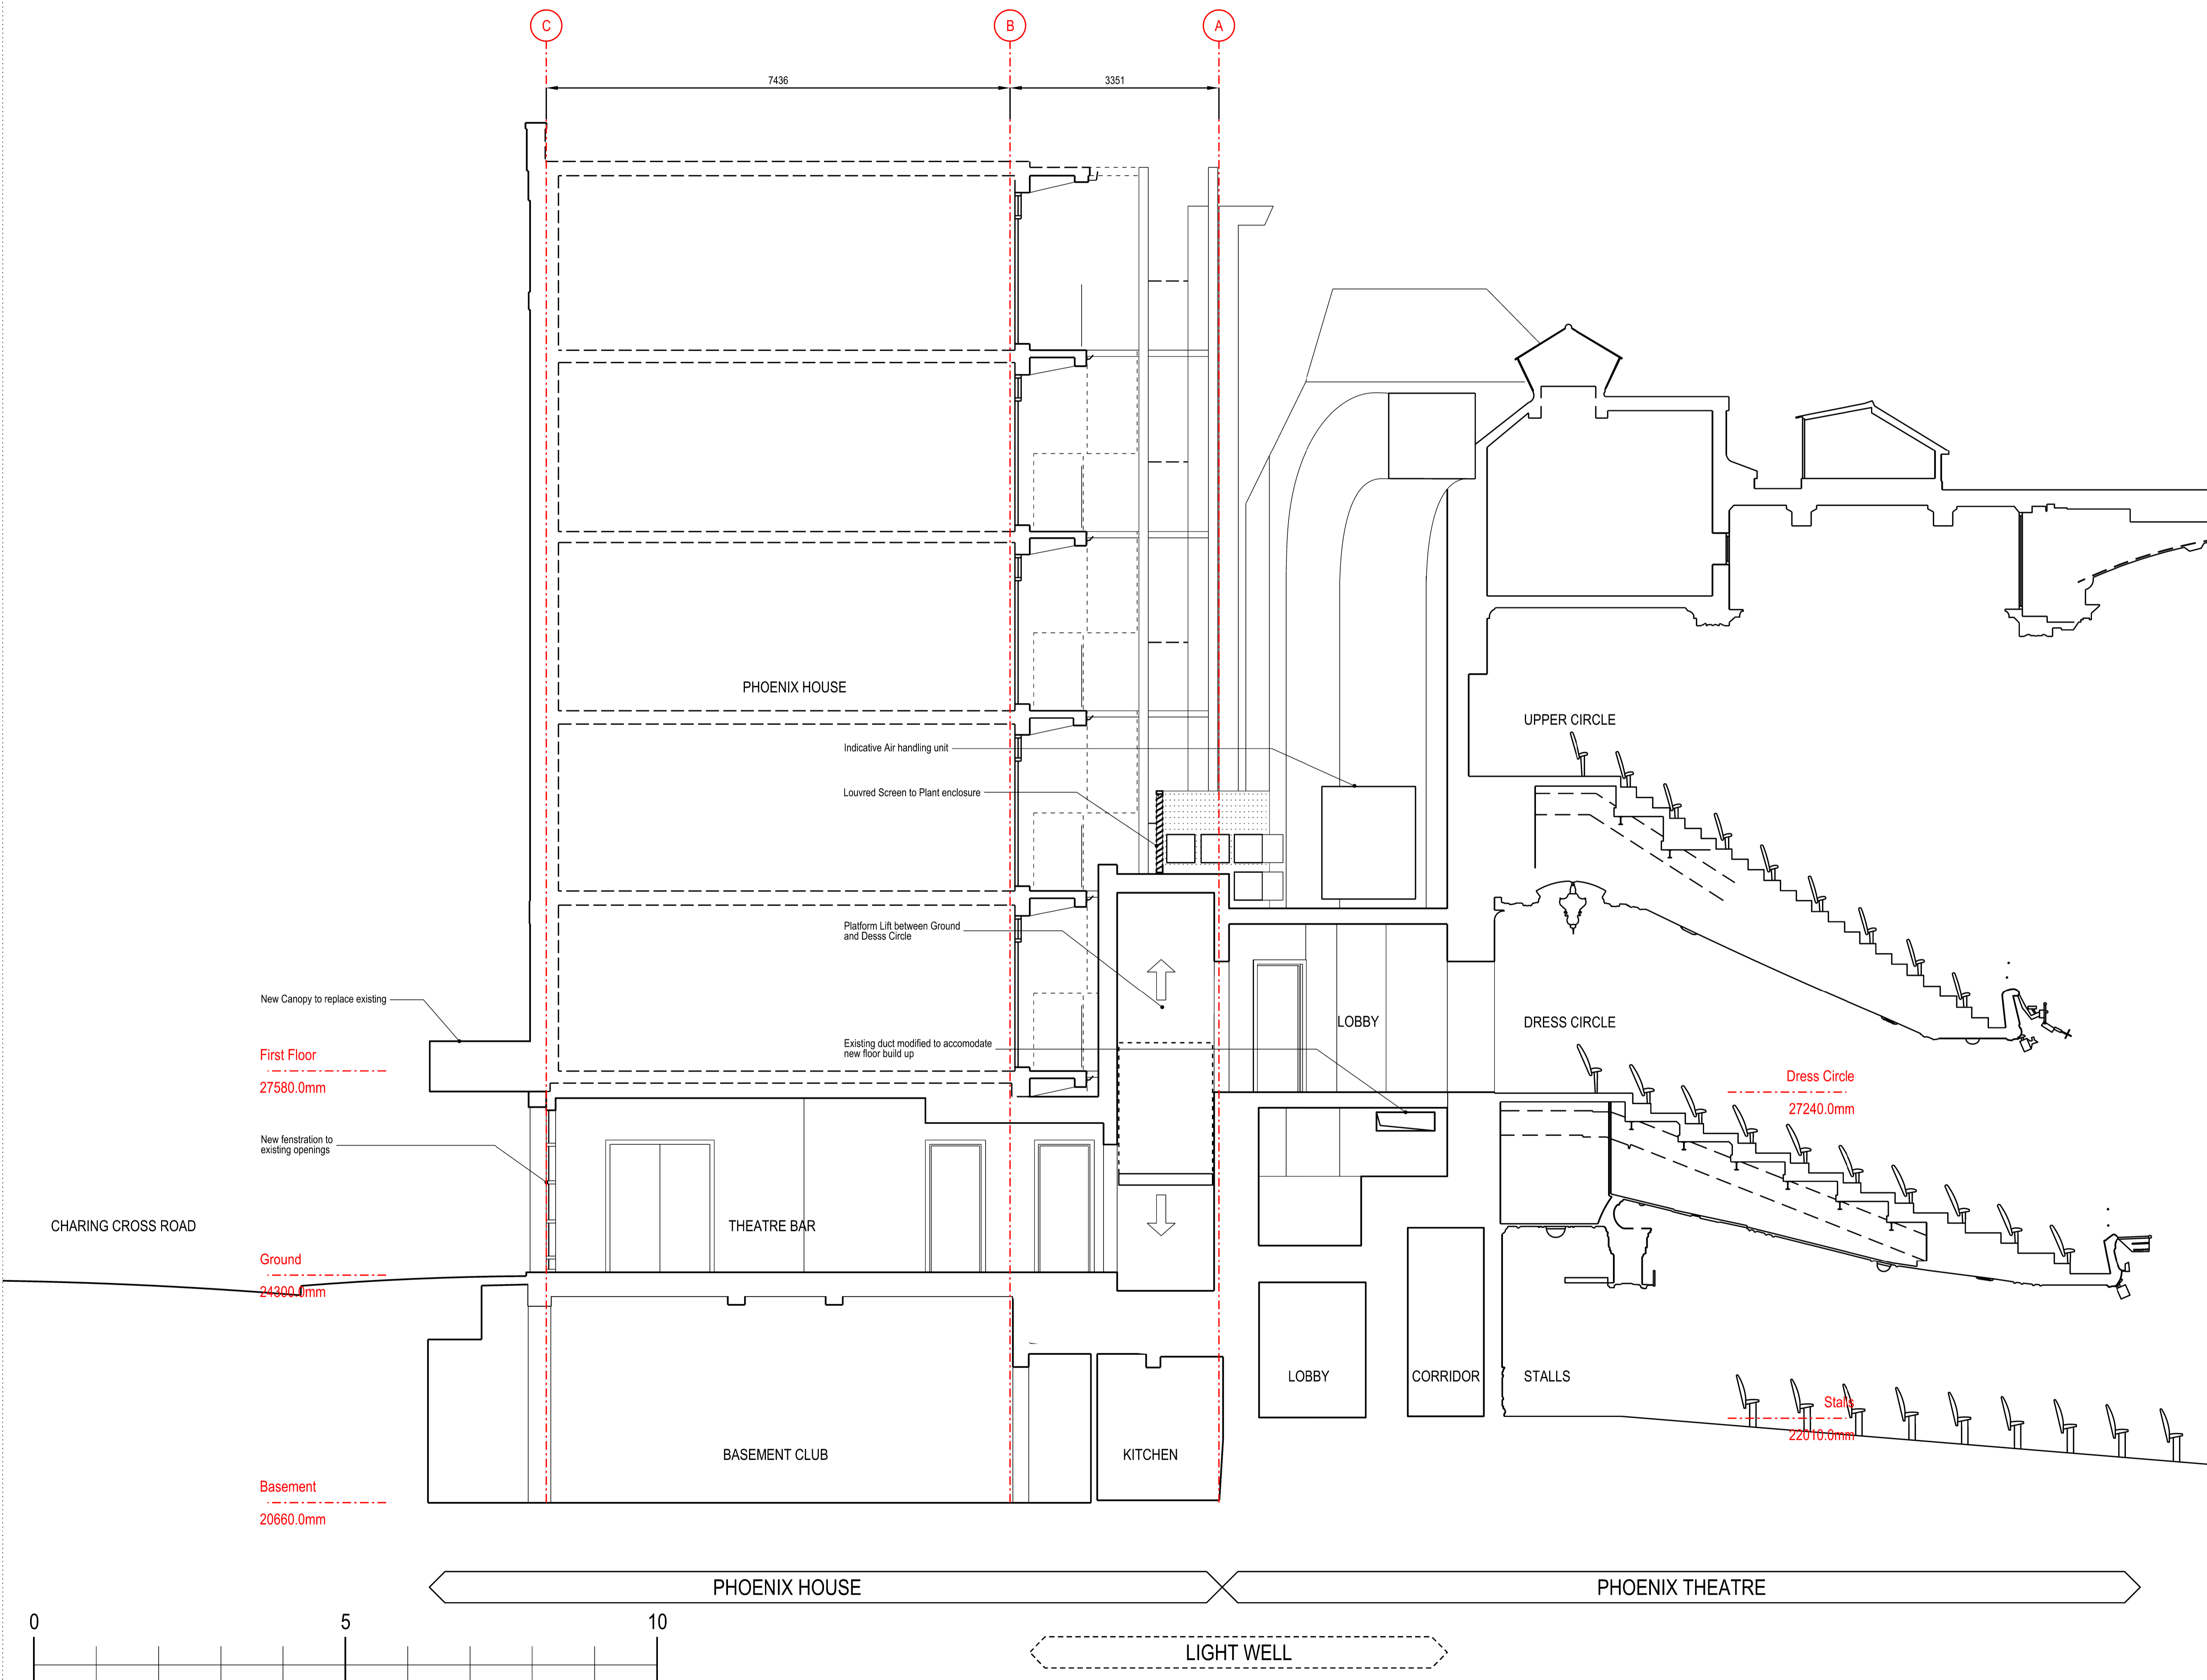 C
B
A
7436
3351
PHOENIX HOUSE
UPPER CIRCLE
Indicative Air handling unit
Louvred Screen to Plant enclosure
Platform Lift between Ground
and Desss Circle
New Canopy to replace existing
LOBBY
DRESS CIRCLE
Existing duct modified to accomodate
new floor build up
First Floor
27580.0mm
Dress Circle
27240.0mm
New fenstration to
existing openings
CHARING CROSS ROAD
THEATRE BAR
Ground
24300.0mm
LOBBY
CORRIDOR
STALLS
Stalls
22010.0mm
BASEMENT CLUB
KITCHEN
Basement
20660.0mm
PHOENIX HOUSE
PHOENIX THEATRE
0
5
10
LIGHT WELL